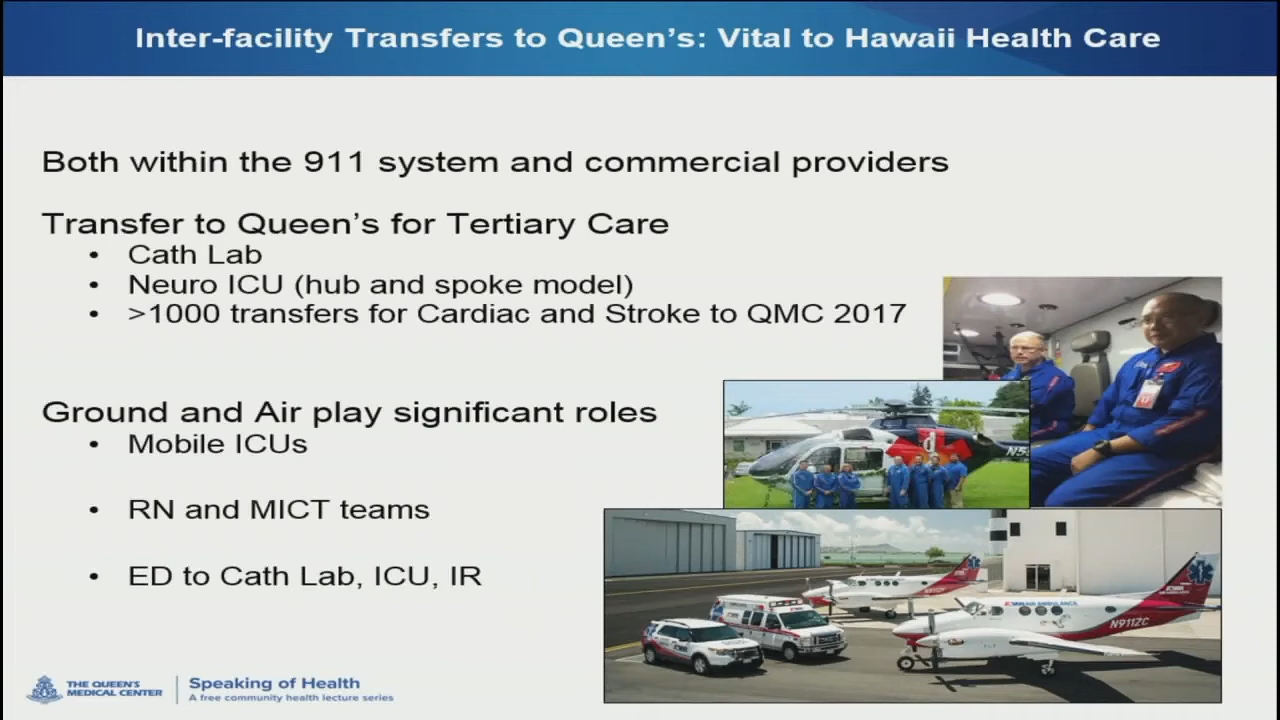 Inter-facility Transfers to Queen's: Vital to Hawaii Health Care
Both within the 911 system and commercial providers
Transfer to Queen's for Tertiary Care
• Cath Lab
• Neuro ICU (hub and spoke model)
• >1000 transfers for Cardiac and Stroke to QMC 2017
Ground and Air play significant roles
• Mobile ICUs
• RN and MICT teams
• ED to Cath Lab, ICU, IR
N911ZC
THE QUEEN'S
MEDICAL CENTER
Speaking of Health
A free community health lecture series